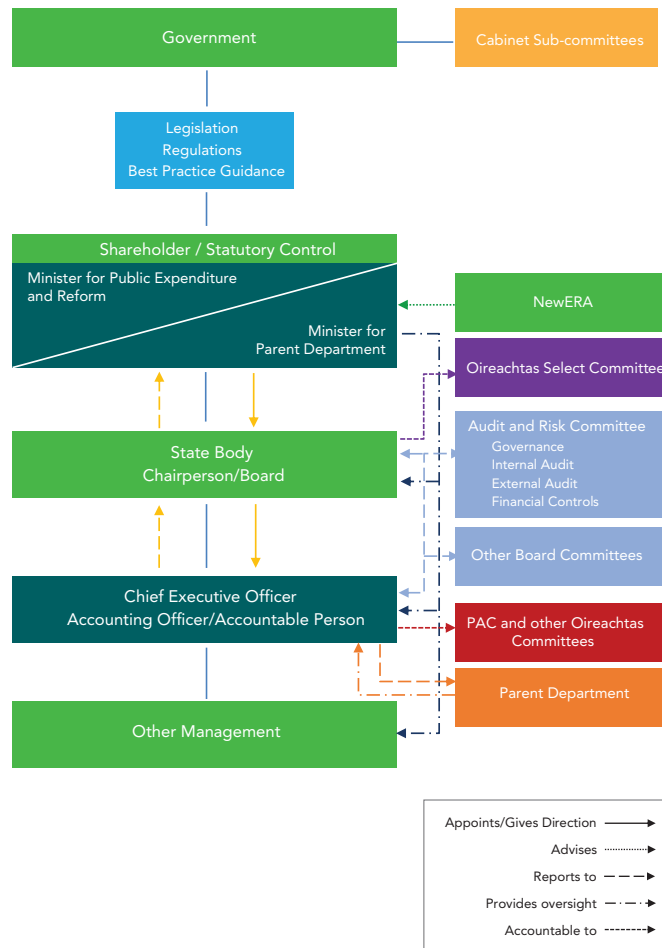 Government
Cabinet Sub-committees
Legislation
Regulations
Best Practice Guidance
Shareholder / Statutory Control
Minister for Public Expenditure
and Reform
Minister for
Parent Department
NewERA
Oireachtas Select Committee
State Body
Chairperson/Board
Audit and Risk Committee
Governance
Internal Audit
External Audit
Financial Controls
Other Board Committees
Chief Executive Officer
Accounting Officer/Accountable Person
PAC and other Oireachtas
Committees
Parent Department
Other Management
Appoints/Gives Direction
Advises
Reports to
Provides oversight
Accountable to